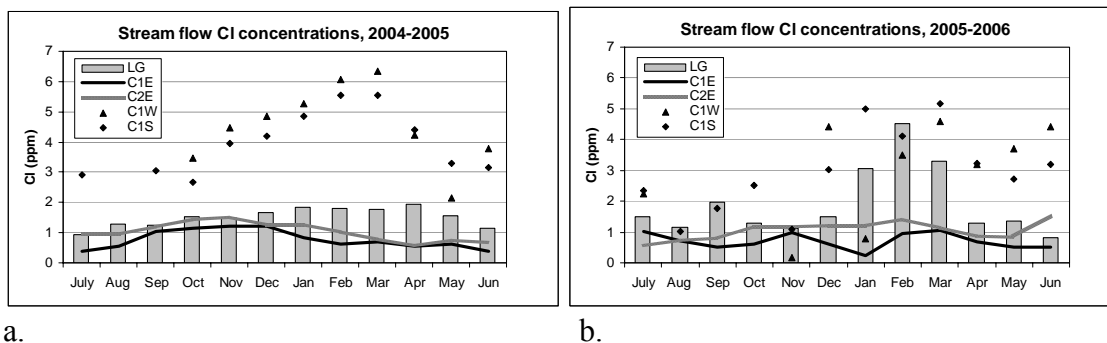 Stream flow Cl concentrations, 2004-2005
Cl (ppm)
7
6
5
4
3
2
1
0
LG
C1E
C2E
C1W
C1S
July Aug Sep Oct Nov Dec Jan Feb Mar Apr May Jun
a.
Stream flow Cl concentrations, 2005-2006
Cl (ppm)
7
6
5
4
3
2
1
0
LG
C1E
C2E
C1W
C1S
July Aug Sep Oct Nov Dec Jan Feb Mar Apr May Jun
b.